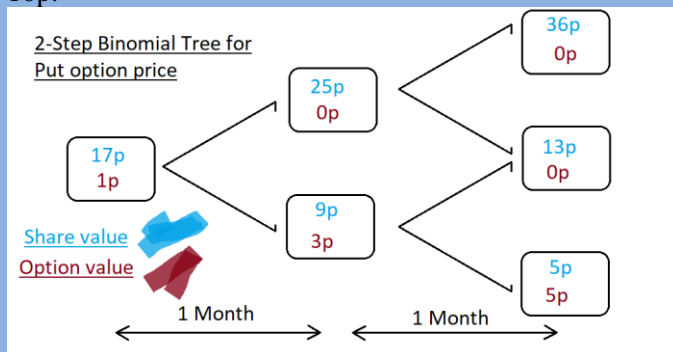 2-Step Binomial Tree for
Put option price
36p
0p
25p
0p
17p
1p
13p
0p
9p
3p
Share value
Option value
5p
5p
1 Month
1 Month